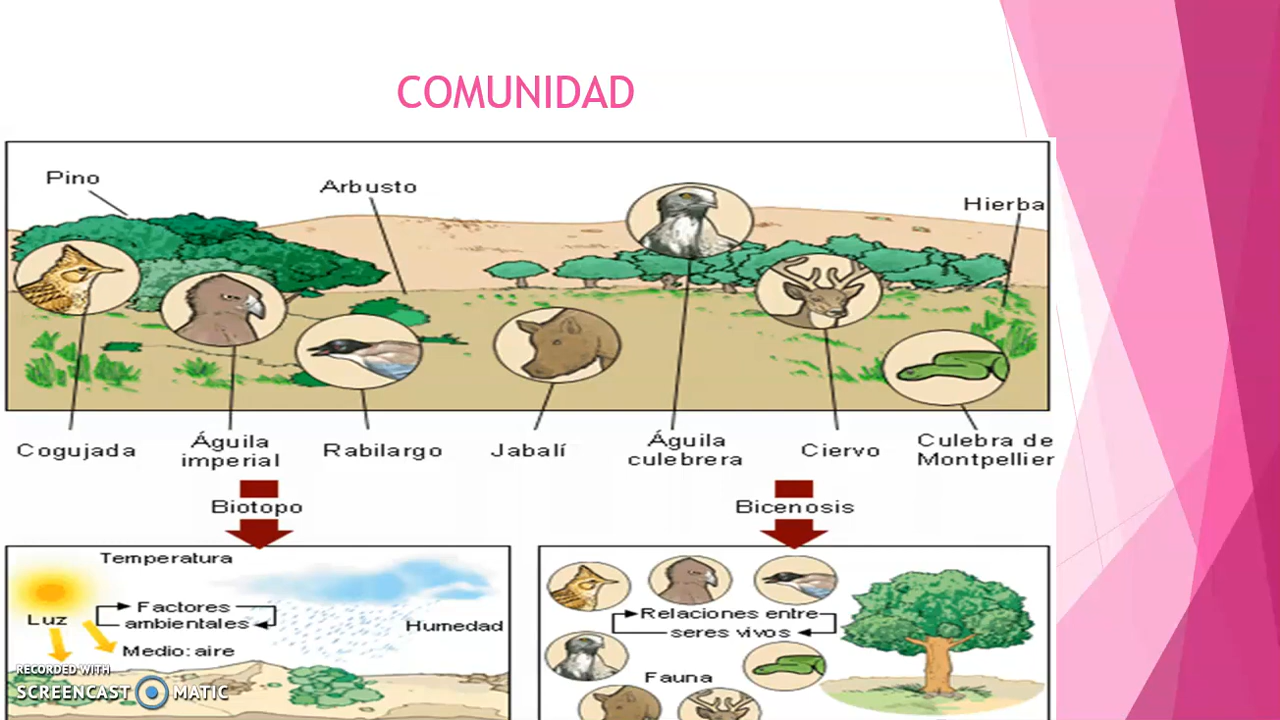 COMUNIDAD
Pino
Arbusto
Hierba
Cogujada
Águila
imperial
Rabilargo
Jabalí
Águila
culebrera
Ciervo
Culebra de
Montpellier
Biotopo
Bicenosis
Temperatura
Luz
Factores
ambientales
Humedad
Medio: aire
Relaciones entre
seres vivos
Fauna
RECORDED WITH
SCREENCAST MATIC